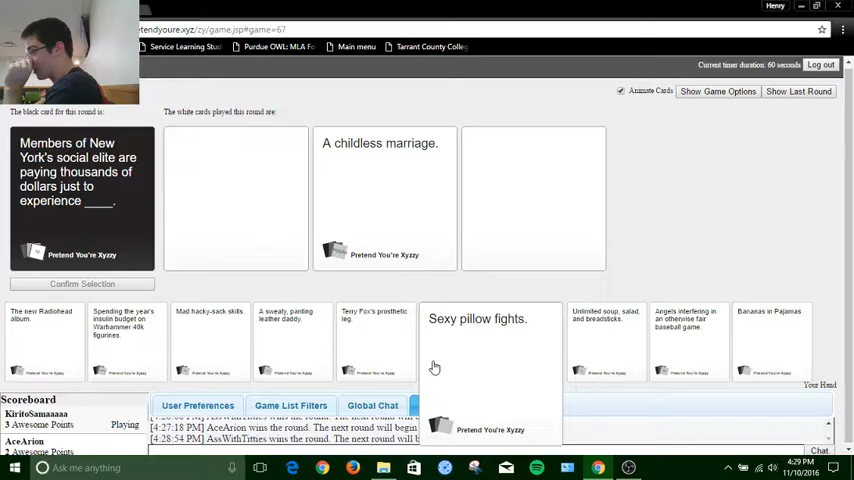 Henry
etendyoure.xyz/zy/game.jsp#game=67
Service Learning Stud
Purdue OWL: MLA Fo
Main menu
Tarrant County Colleg
Current timer duration: 60 seconds
Log out
Animate Cards
Show Game Options
Show Last Round
The black card for this round is:
The white cards played this round are:
Members of New
York's social elite are
paying thousands of
dollars just to
experience ____.
Pretend You're Xyzzy
A childless marriage.
Pretend You're Xyzzy
Confirm Selection
The new Radiohead
album.
Spending the year's
insulin budget on
Warhammer 40k
figurines.
Mad hacky-sack skills.
A sweaty, panting
leather daddy.
Terry Fox's prosthetic
leg.
Sexy pillow fights.
Pretend You're Xyzzy
Unlimited soup, salad,
and breadsticks.
Angels interfering in
an otherwise fair
baseball game.
Bananas in Pajamas.
Your Hand
Scoreboard
KiritoSamaaaaa
3 Awesome Points
Playing
AceArion
2 Awesome Points
User Preferences
Game List Filters
Global Chat
[4:27:18 PM] AceArion wins the round. The next round will begin
[4:28:54 PM] AssWithTitties wins the round. The next round will b
Chat
Ask me anything
4:29 PM
11/10/2016